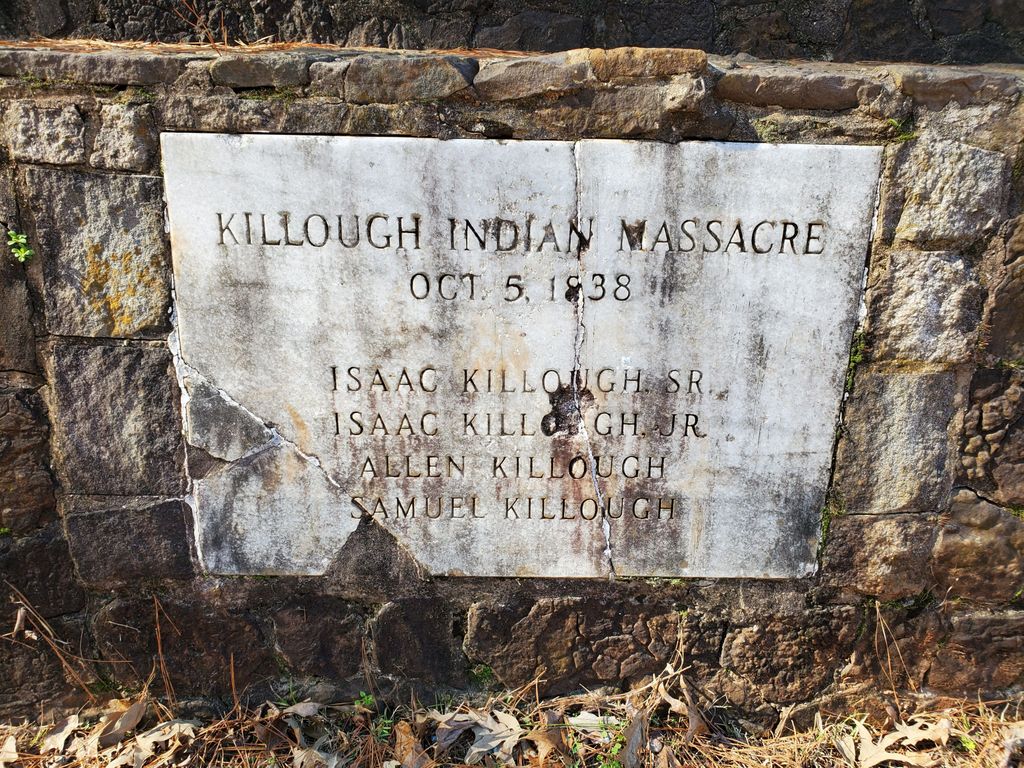 KILLOUGH INDIAN MASSACRE
OCT. 5, 1838
ISAAC KILLOUGH, SR.
ISAAC KILLOUGH, JR.
ALLEN KILLOUGH
SAMUEL KILLOUGH